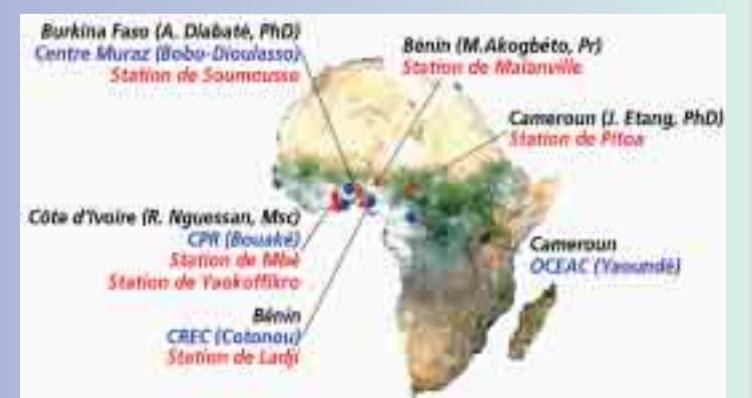 Burkina Faso (A. Diabaté, PhD)
Centre Muraz (Bobo-Dioulasso)
Station de Soumousso
Bénin (M.Akogbéto, Pr)
Station de Malanville
Cameroun (J. Etang, PhD)
Station de Pitoa
Côte d'Ivoire (R. Nguessan, Msc)
CPR (Bouaké)
Station de Mbè
Station de Yaokoffikro
Cameroun
OCEAC (Yaoundé)
Bénin
CREC (Cotonou)
Station de Ladji